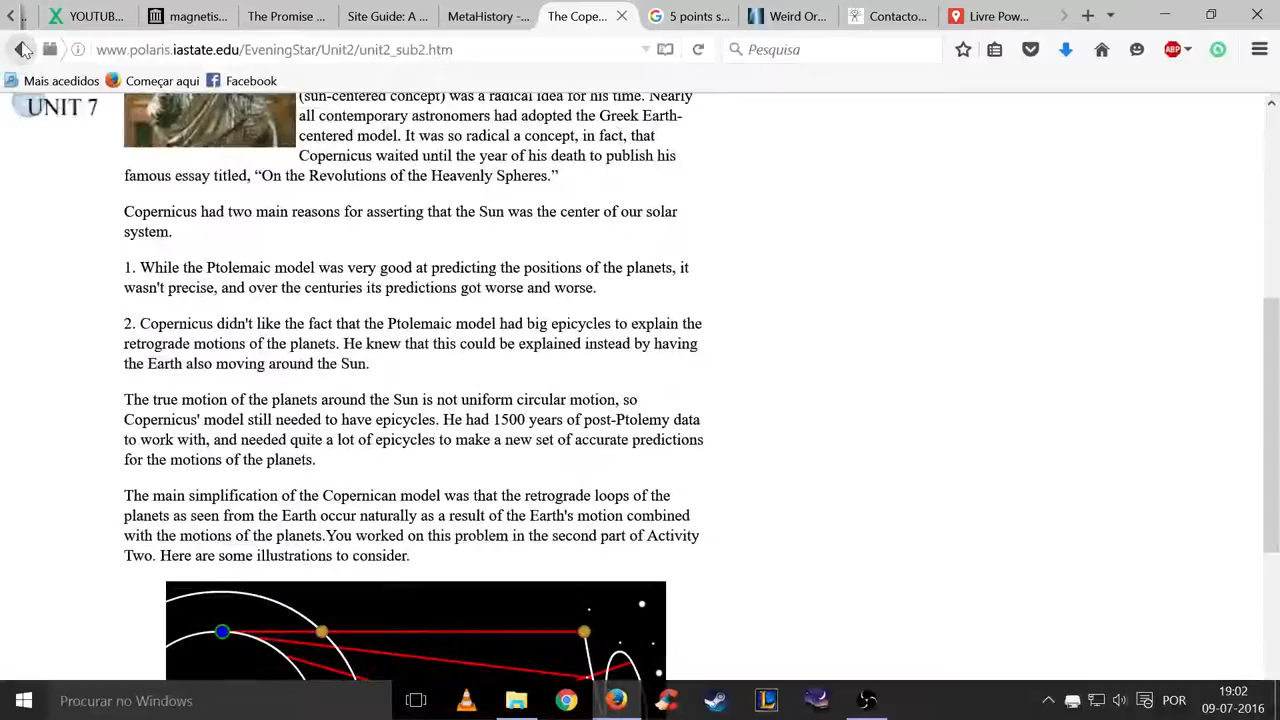 YOUTUB...
magnetis...
The Promise ...
Site Guide: A ...
MetaHistory - ...
The Cope...
5 points s...
Weird Or...
Contacto...
Livre Pow...
www.polaris.iastate.edu/EveningStar/Unit2/unit2_sub2.htm
Pesquisa
ABP
Mais acedidos
Começar aqui
Facebook
UNIT 7
(sun-centered concept) was a radical idea for his time. Nearly
all contemporary astronomers had adopted the Greek Earth-
centered model. It was so radical a concept, in fact, that
Copernicus waited until the year of his death to publish his
famous essay titled, “On the Revolutions of the Heavenly Spheres.”
Copernicus had two main reasons for asserting that the Sun was the center of our solar
system.
1. While the Ptolemaic model was very good at predicting the positions of the planets, it
wasn't precise, and over the centuries its predictions got worse and worse.
2. Copernicus didn't like the fact that the Ptolemaic model had big epicycles to explain the
retrograde motions of the planets. He knew that this could be explained instead by having
the Earth also moving around the Sun.
The true motion of the planets around the Sun is not uniform circular motion, so
Copernicus' model still needed to have epicycles. He had 1500 years of post-Ptolemy data
to work with, and needed quite a lot of epicycles to make a new set of accurate predictions
for the motions of the planets.
The main simplification of the Copernican model was that the retrograde loops of the
planets as seen from the Earth occur naturally as a result of the Earth's motion combined
with the motions of the planets.You worked on this problem in the second part of Activity
Two. Here are some illustrations to consider.
Procurar no Windows
POR
19:02
09-07-2016